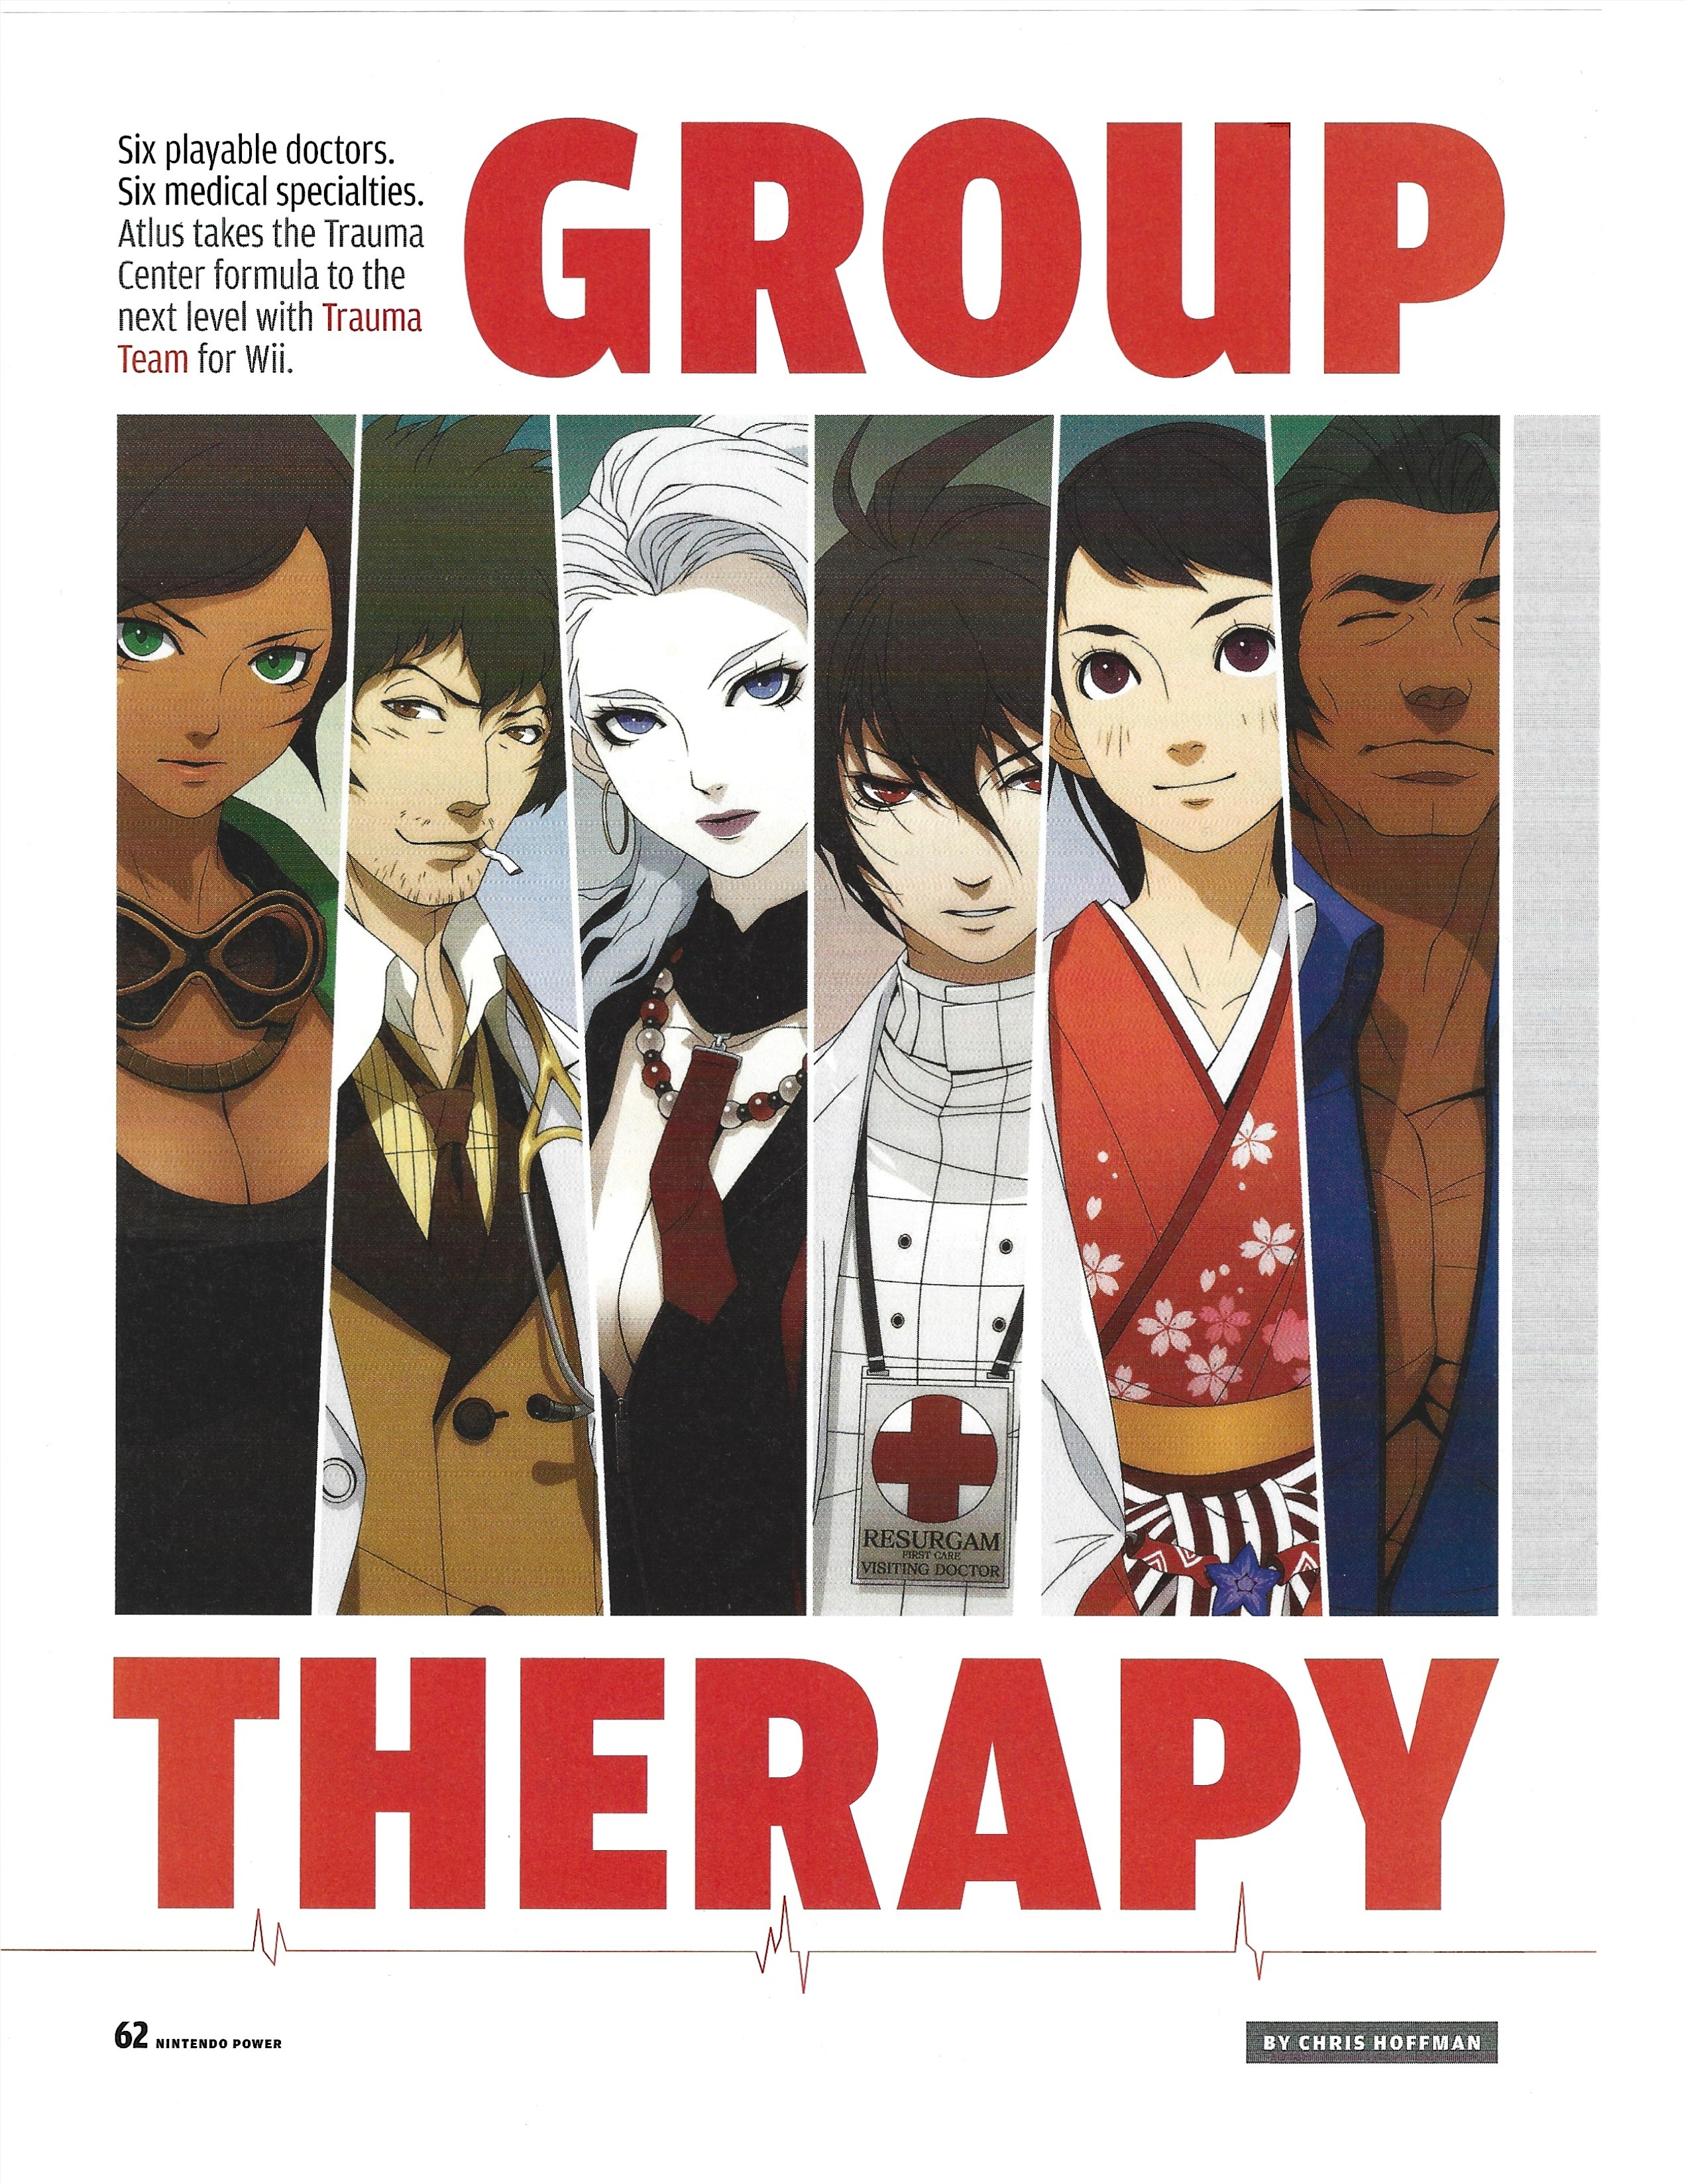 Six playable doctors.
Six medical specialties.
Atlus takes the Trauma
Center formula to the
next level with Trauma
Team for Wii.
GROUP
RESURGAM
FIRST CARE
VISITING DOCTOR
THERAPY
62 NINTENDO POWER
BY CHRIS HOFFMAN